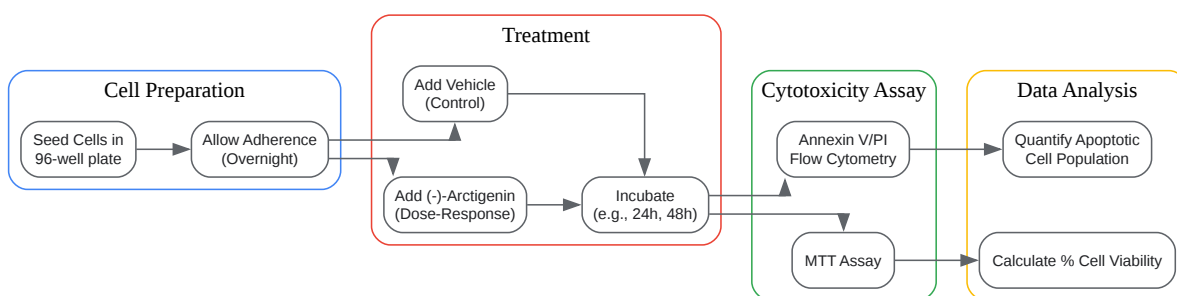 Cell Preparation
Seed Cells in
96-well plate
Allow Adherence
(Overnight)
Treatment
Add Vehicle
(Control)
Add (-)-Arctigenin
(Dose-Response)
Incubate
(e.g., 24h, 48h)
Cytotoxicity Assay
Annexin V/PI
Flow Cytometry
MTT Assay
Data Analysis
Quantify Apoptotic
Cell Population
Calculate % Cell Viability